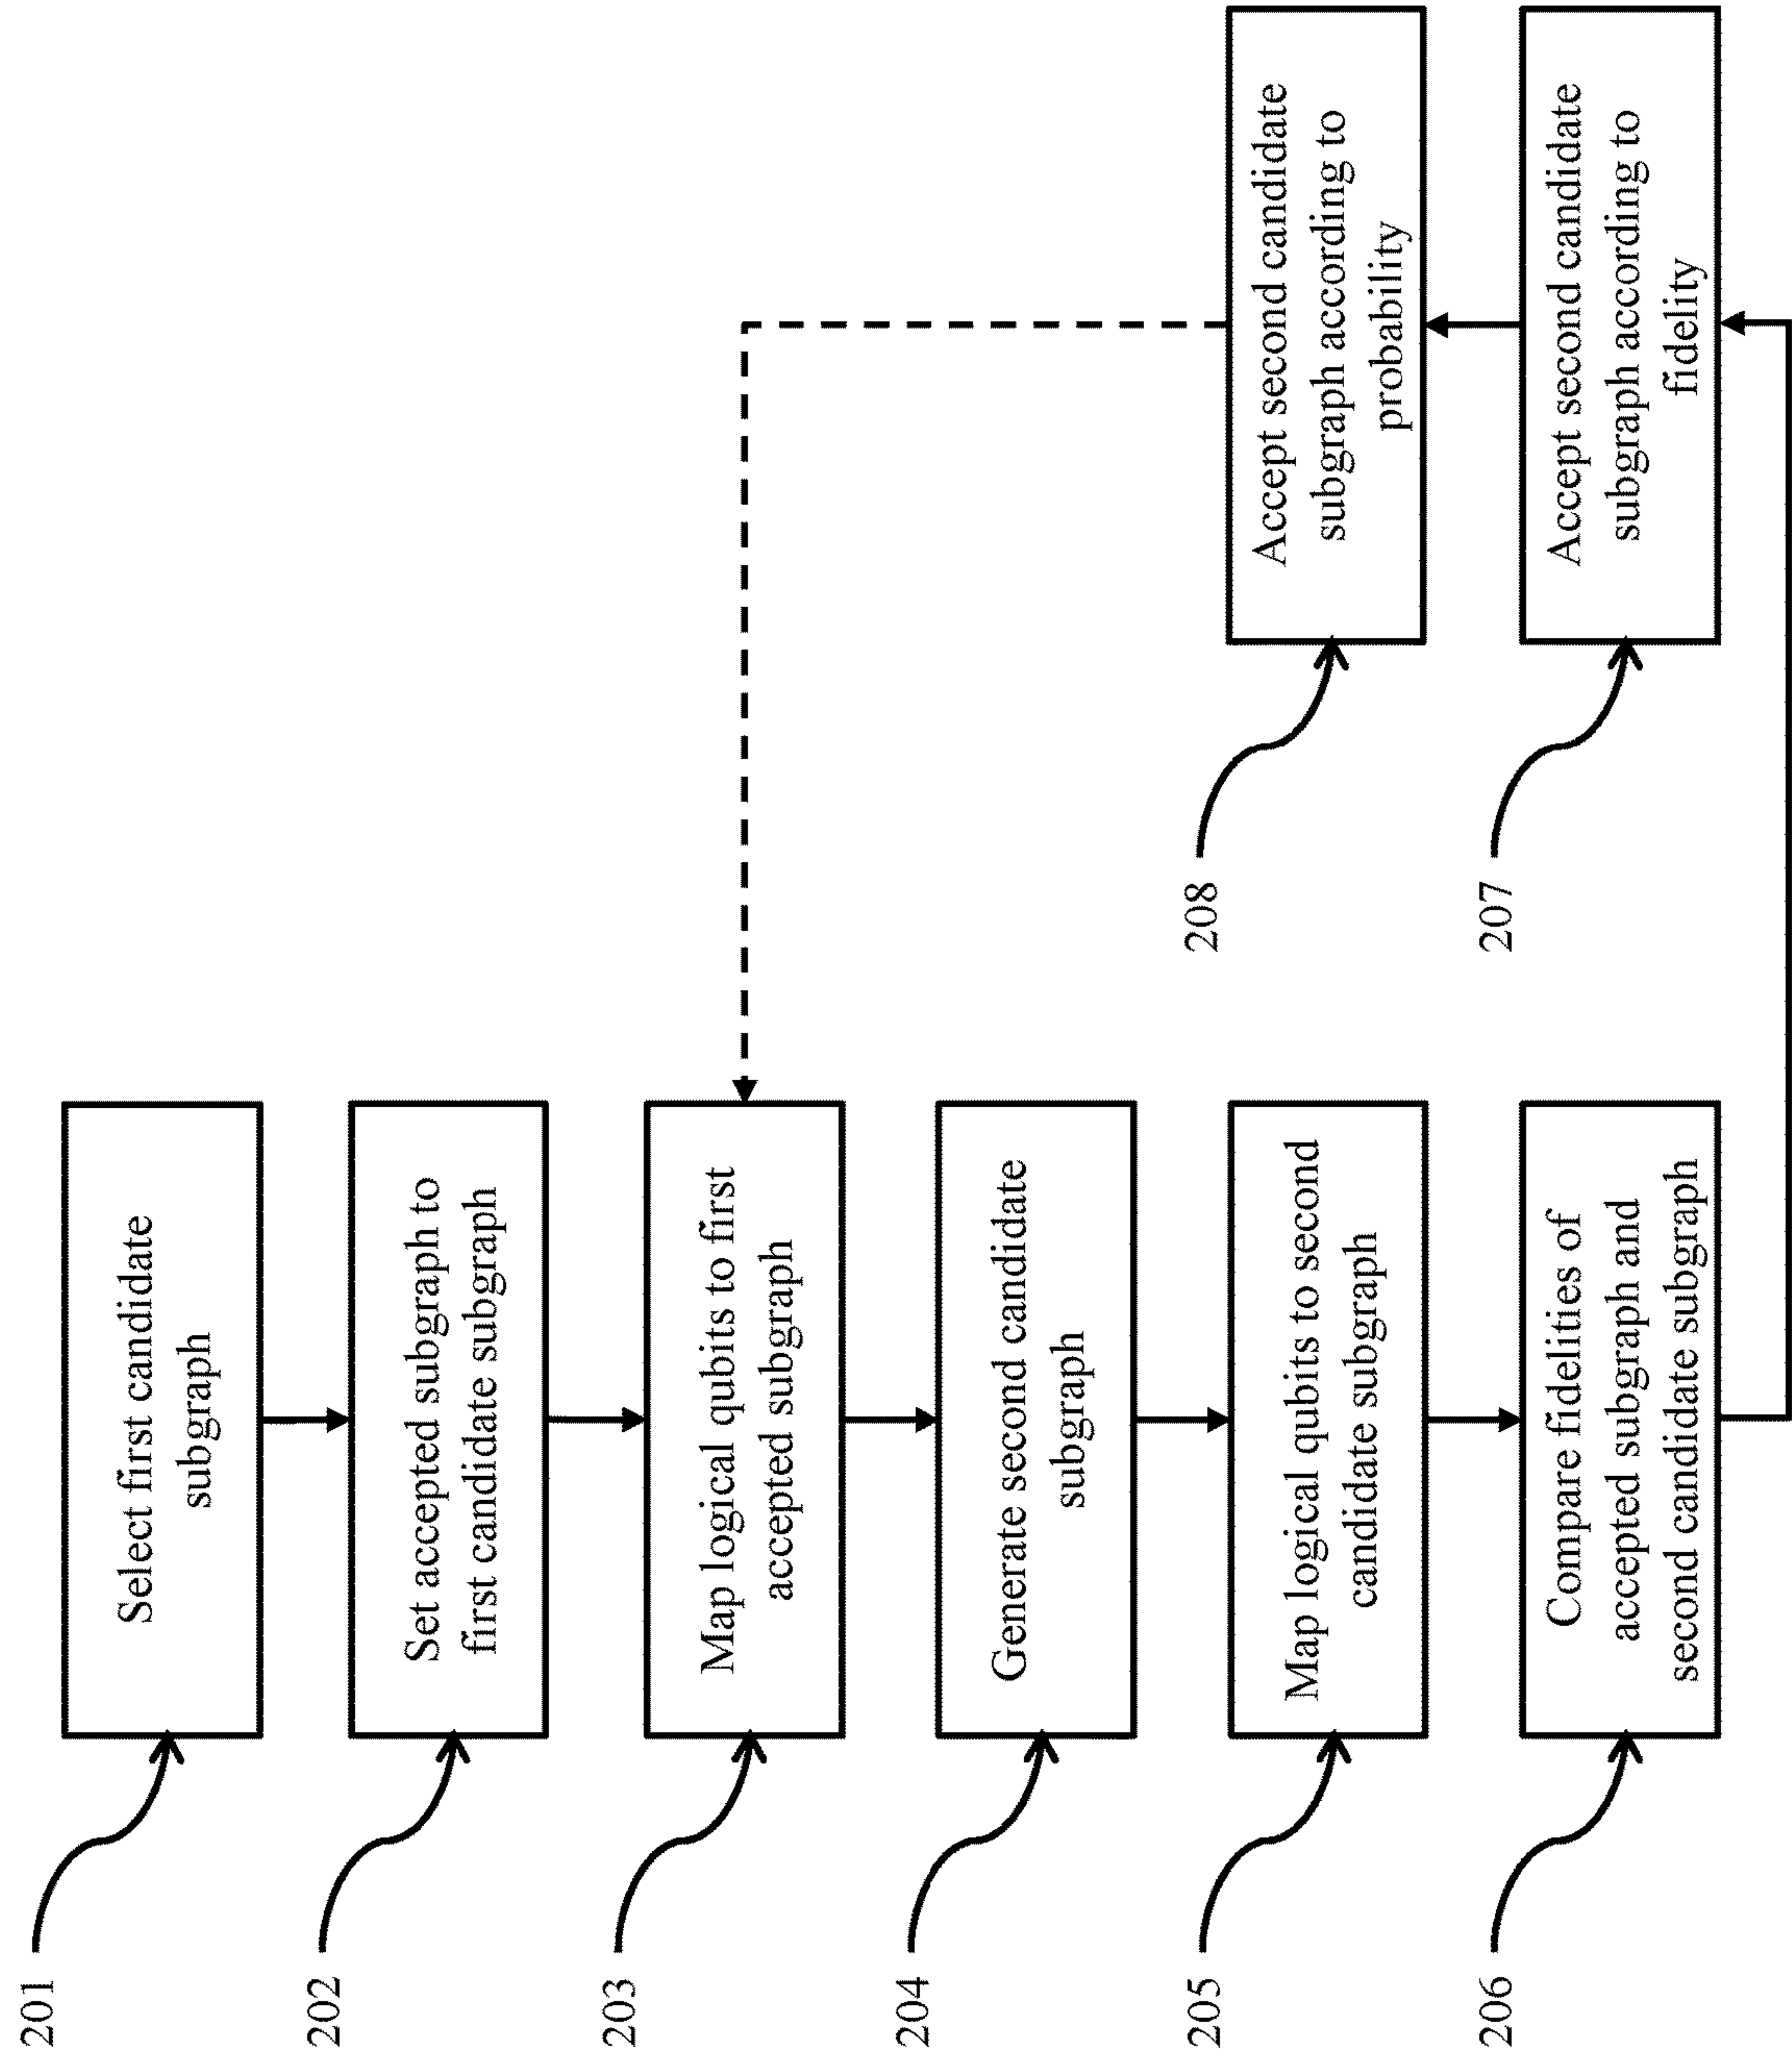 201
Select first candidate
subgraph
202
Set accepted subgraph to
first candidate subgraph
203
Map logical qubits to first
accepted subgraph
204
Generate second candidate
subgraph
205
Map logical qubits to second
candidate subgraph
206
Compare fidelities of
accepted subgraph and
second candidate subgraph
207
Accept second candidate
subgraph according to
fidelity
208
Accept second candidate
subgraph according to
probability